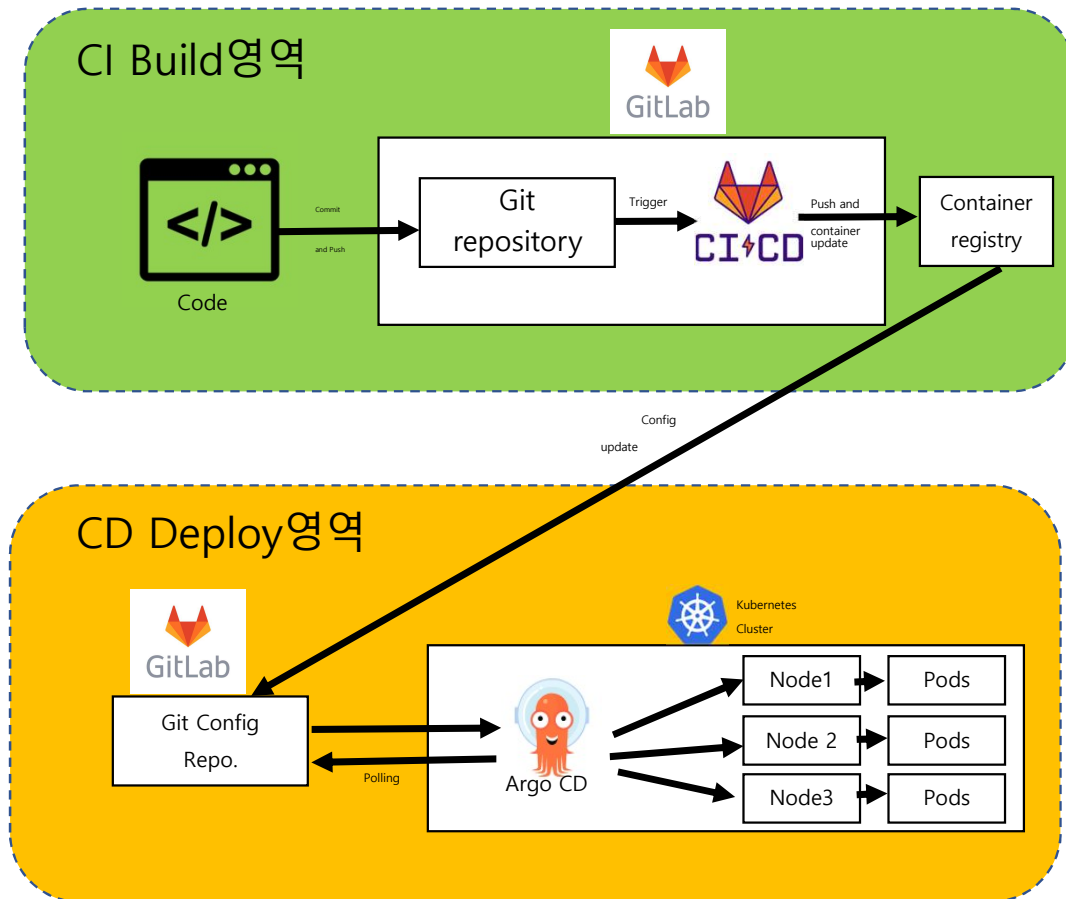 CI Build영역
GitLab
</>
Code
Commit
and Push
Git
repository
Trigger
CI CD
Push and
container
update
Container
registry
Config
update
CD Deploy영역
GitLab
Git Config
Repo.
Polling
Kubernetes
Cluster
Argo CD
Node1
Pods
Node 2
Pods
Node3
Pods